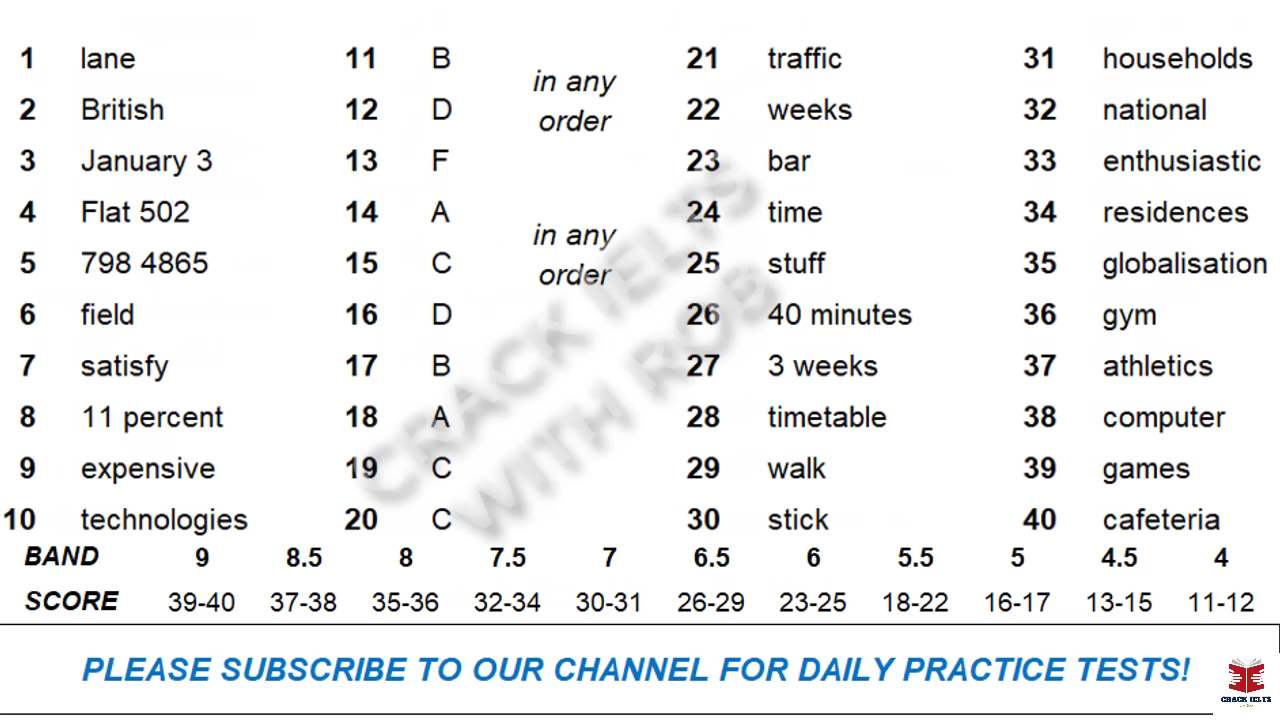 1 lane 11 B 21 traffic 31 households
in any
2 British 12 D order 22 weeks 32 national
3 January 3 13 F 23 bar 33 enthusiastic
4 Flat 502 14 A 24 time 34 residences
in any
5 798 4865 15 C order 25 stuff 35 globalisation
6 field 16 D 26 40 minutes 36 gym
7 satisfy 17 B 27 3 weeks 37 athletics
8 11 percent 18 A 28 timetable 38 computer
9 expensive 19 C 29 walk 39 games
10 technologies 20 C 30 stick 40 cafeteria
CRACK IELTS
WITH ROB
BAND 9 8.5 8 7.5 7 6.5 6 5.5 5 4.5 4
SCORE 39-40 37-38 35-36 32-34 30-31 26-29 23-25 18-22 16-17 13-15 11-12
PLEASE SUBSCRIBE TO OUR CHANNEL FOR DAILY PRACTICE TESTS!
CRACK IELTS